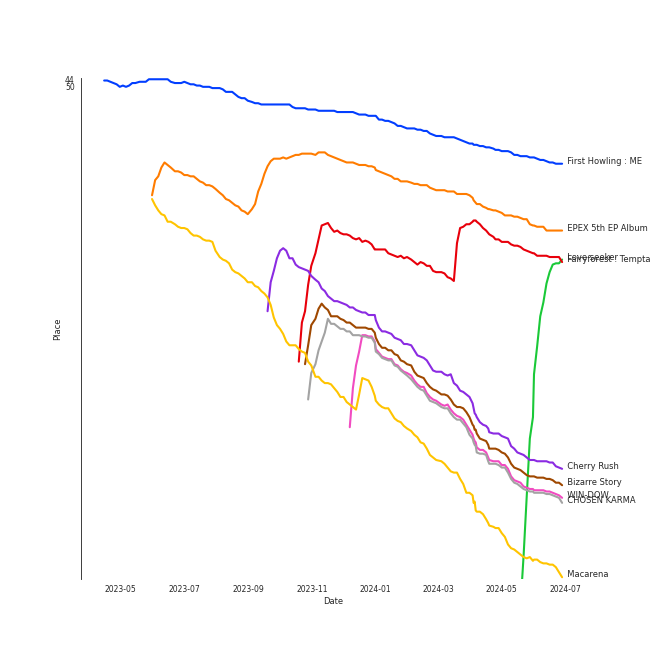 44
50
First Howling : ME
EPEX 5th EP Album
Loverseeker
Fairyforest : Tempta
Cherry Rush
Bizarre Story
WIN-DOW
CHOSEN KARMA
Macarena
Place
2023-05 2023-07 2023-09 2023-11 2024-01 2024-03 2024-05 2024-07
Date